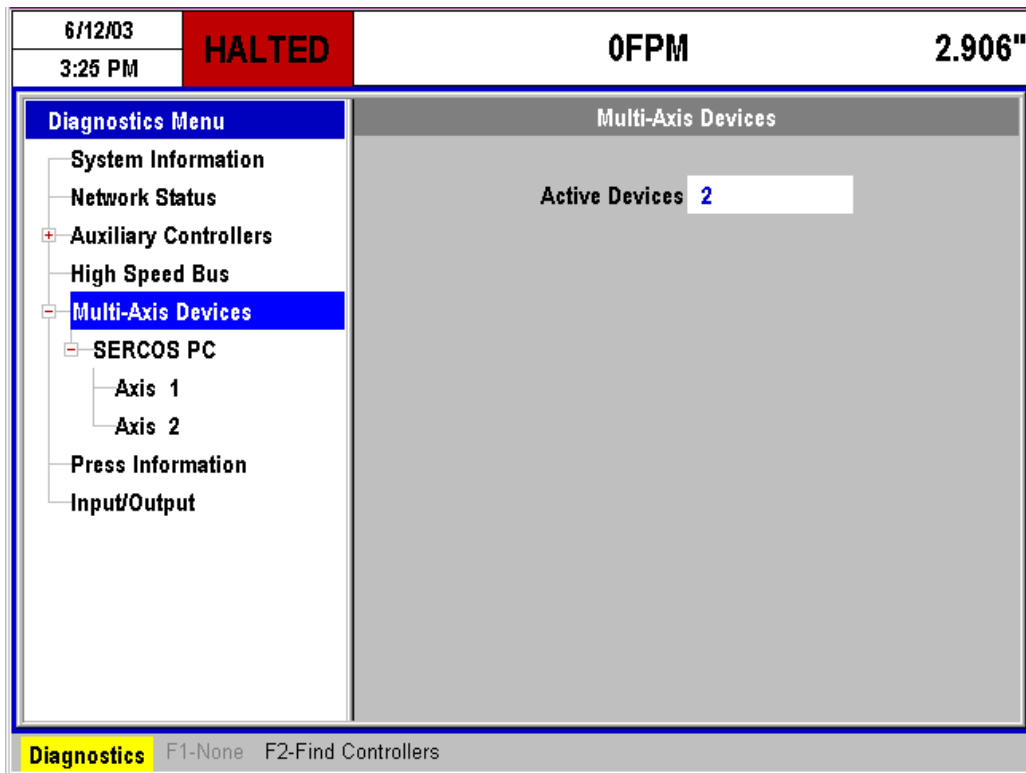 6/12/03
3:25 PM
HALTED
0FPM
2.906"
Diagnostics Menu
System Information
Network Status
Auxiliary Controllers
High Speed Bus
Multi-Axis Devices
SERCOS PC
Axis 1
Axis 2
Press Information
Input/Output
Multi-Axis Devices
Active Devices 2
Diagnostics F1-None F2-Find Controllers